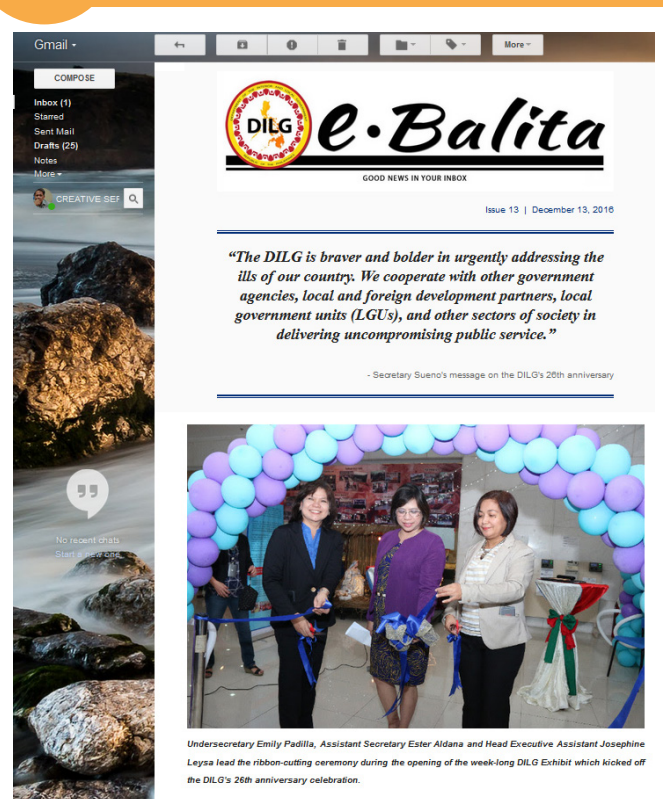 Gmail
More
COMPOSE
Inbox (1)
Starred
Sent Mail
Drafts (25)
Notes
More
CREATIVE SER
No recent chats
Start a new one
DILG
e•Balita
GOOD NEWS IN YOUR INBOX
Issue 13 | December 13, 2016
“The DILG is braver and bolder in urgently addressing the
ills of our country. We cooperate with other government
agencies, local and foreign development partners, local
government units (LGUs), and other sectors of society in
delivering uncompromising public service.”
- Secretary Sueno's message on the DILG's 26th anniversary
Undersecretary Emily Padilla, Assistant Secretary Ester Aldana and Head Executive Assistant Josephine
Leysa lead the ribbon-cutting ceremony during the opening of the week-long DILG Exhibit which kicked off
the DILG's 26th anniversary celebration.